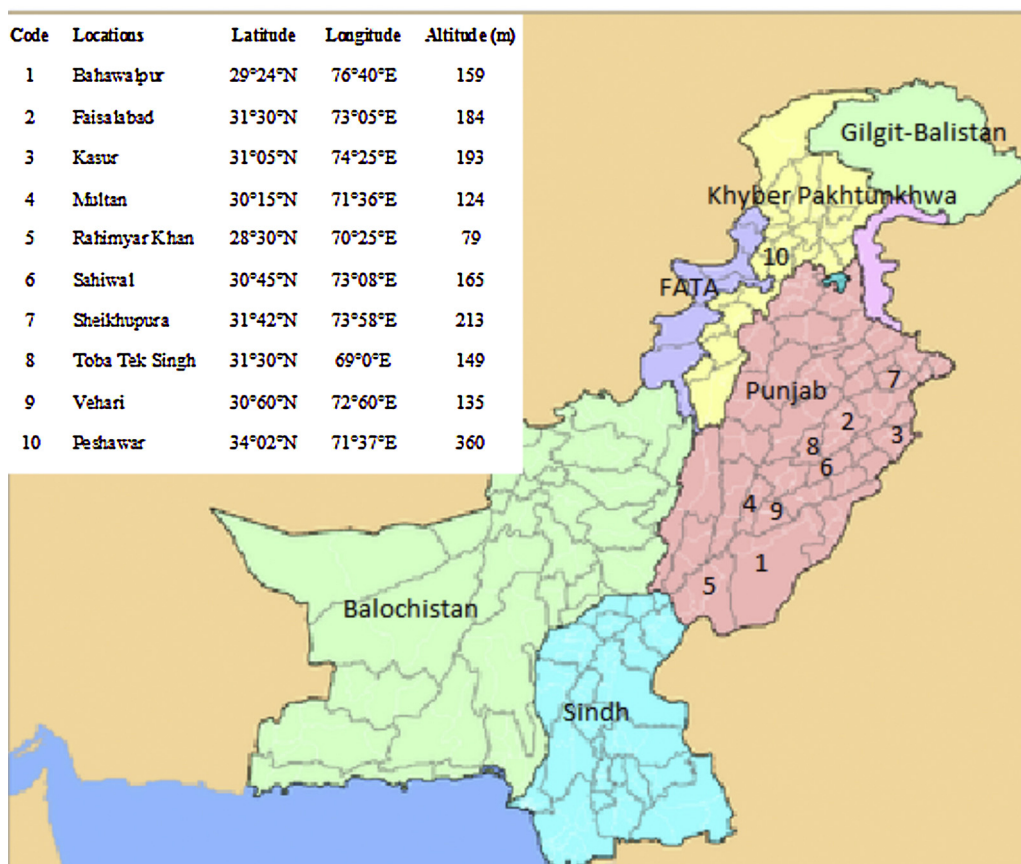 Code Locations Latitude Longitude Altitude (m)
1 Bahawalpur 29°24°N 76°40°E 159
2 Faisalabad 31°30°N 73°05°E 184
3 Kasur 31°05°N 74°25°E 193
4 Multan 30°15°N 71°36°E 124
5 Rahimyar Khan 28°30°N 70°25°E 79
6 Sahiwal 30°45°N 73°08°E 165
7 Sheikhupura 31°42°N 73°58°E 213
8 Toba Tek Singh 31°30°N 69°0°E 149
9 Vehari 30°60°N 72°60°E 135
10 Peshawar 34°02°N 71°37°E 360
Gilgit-Balistan
Khyber Pakhtunkhwa
10
FATA
Punjab
7
2
3
8
6
4
9
1
5
Balochistan
Sindh